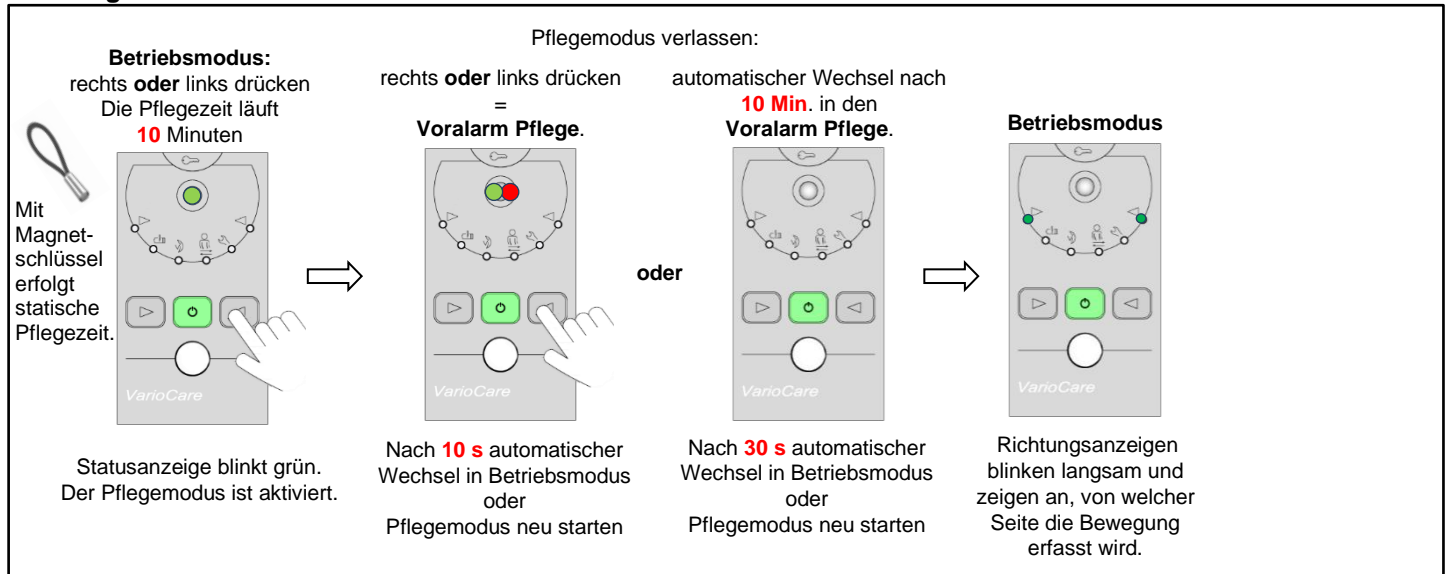 Pflegemodus verlassen:
Betriebsmodus:
rechts oder links drücken
Die Pflegezeit läuft
10 Minuten
Mit
Magnet-
schlüssel
erfolgt
statische
Pflegezeit.
VarioCare
Statusanzeige blinkt grün.
Der Pflegemodus ist aktiviert.
rechts oder links drücken
=
Voralarm Pflege.
VarioCare
Nach 10 s automatischer
Wechsel in Betriebsmodus
oder
Pflegemodus neu starten
oder
automatischer Wechsel nach
10 Min. in den
Voralarm Pflege.
VarioCare
Nach 30 s automatischer
Wechsel in Betriebsmodus
oder
Pflegemodus neu starten
Betriebsmodus
VarioCare
Richtungsanzeigen
blinken langsam und
zeigen an, von welcher
Seite die Bewegung
erfasst wird.